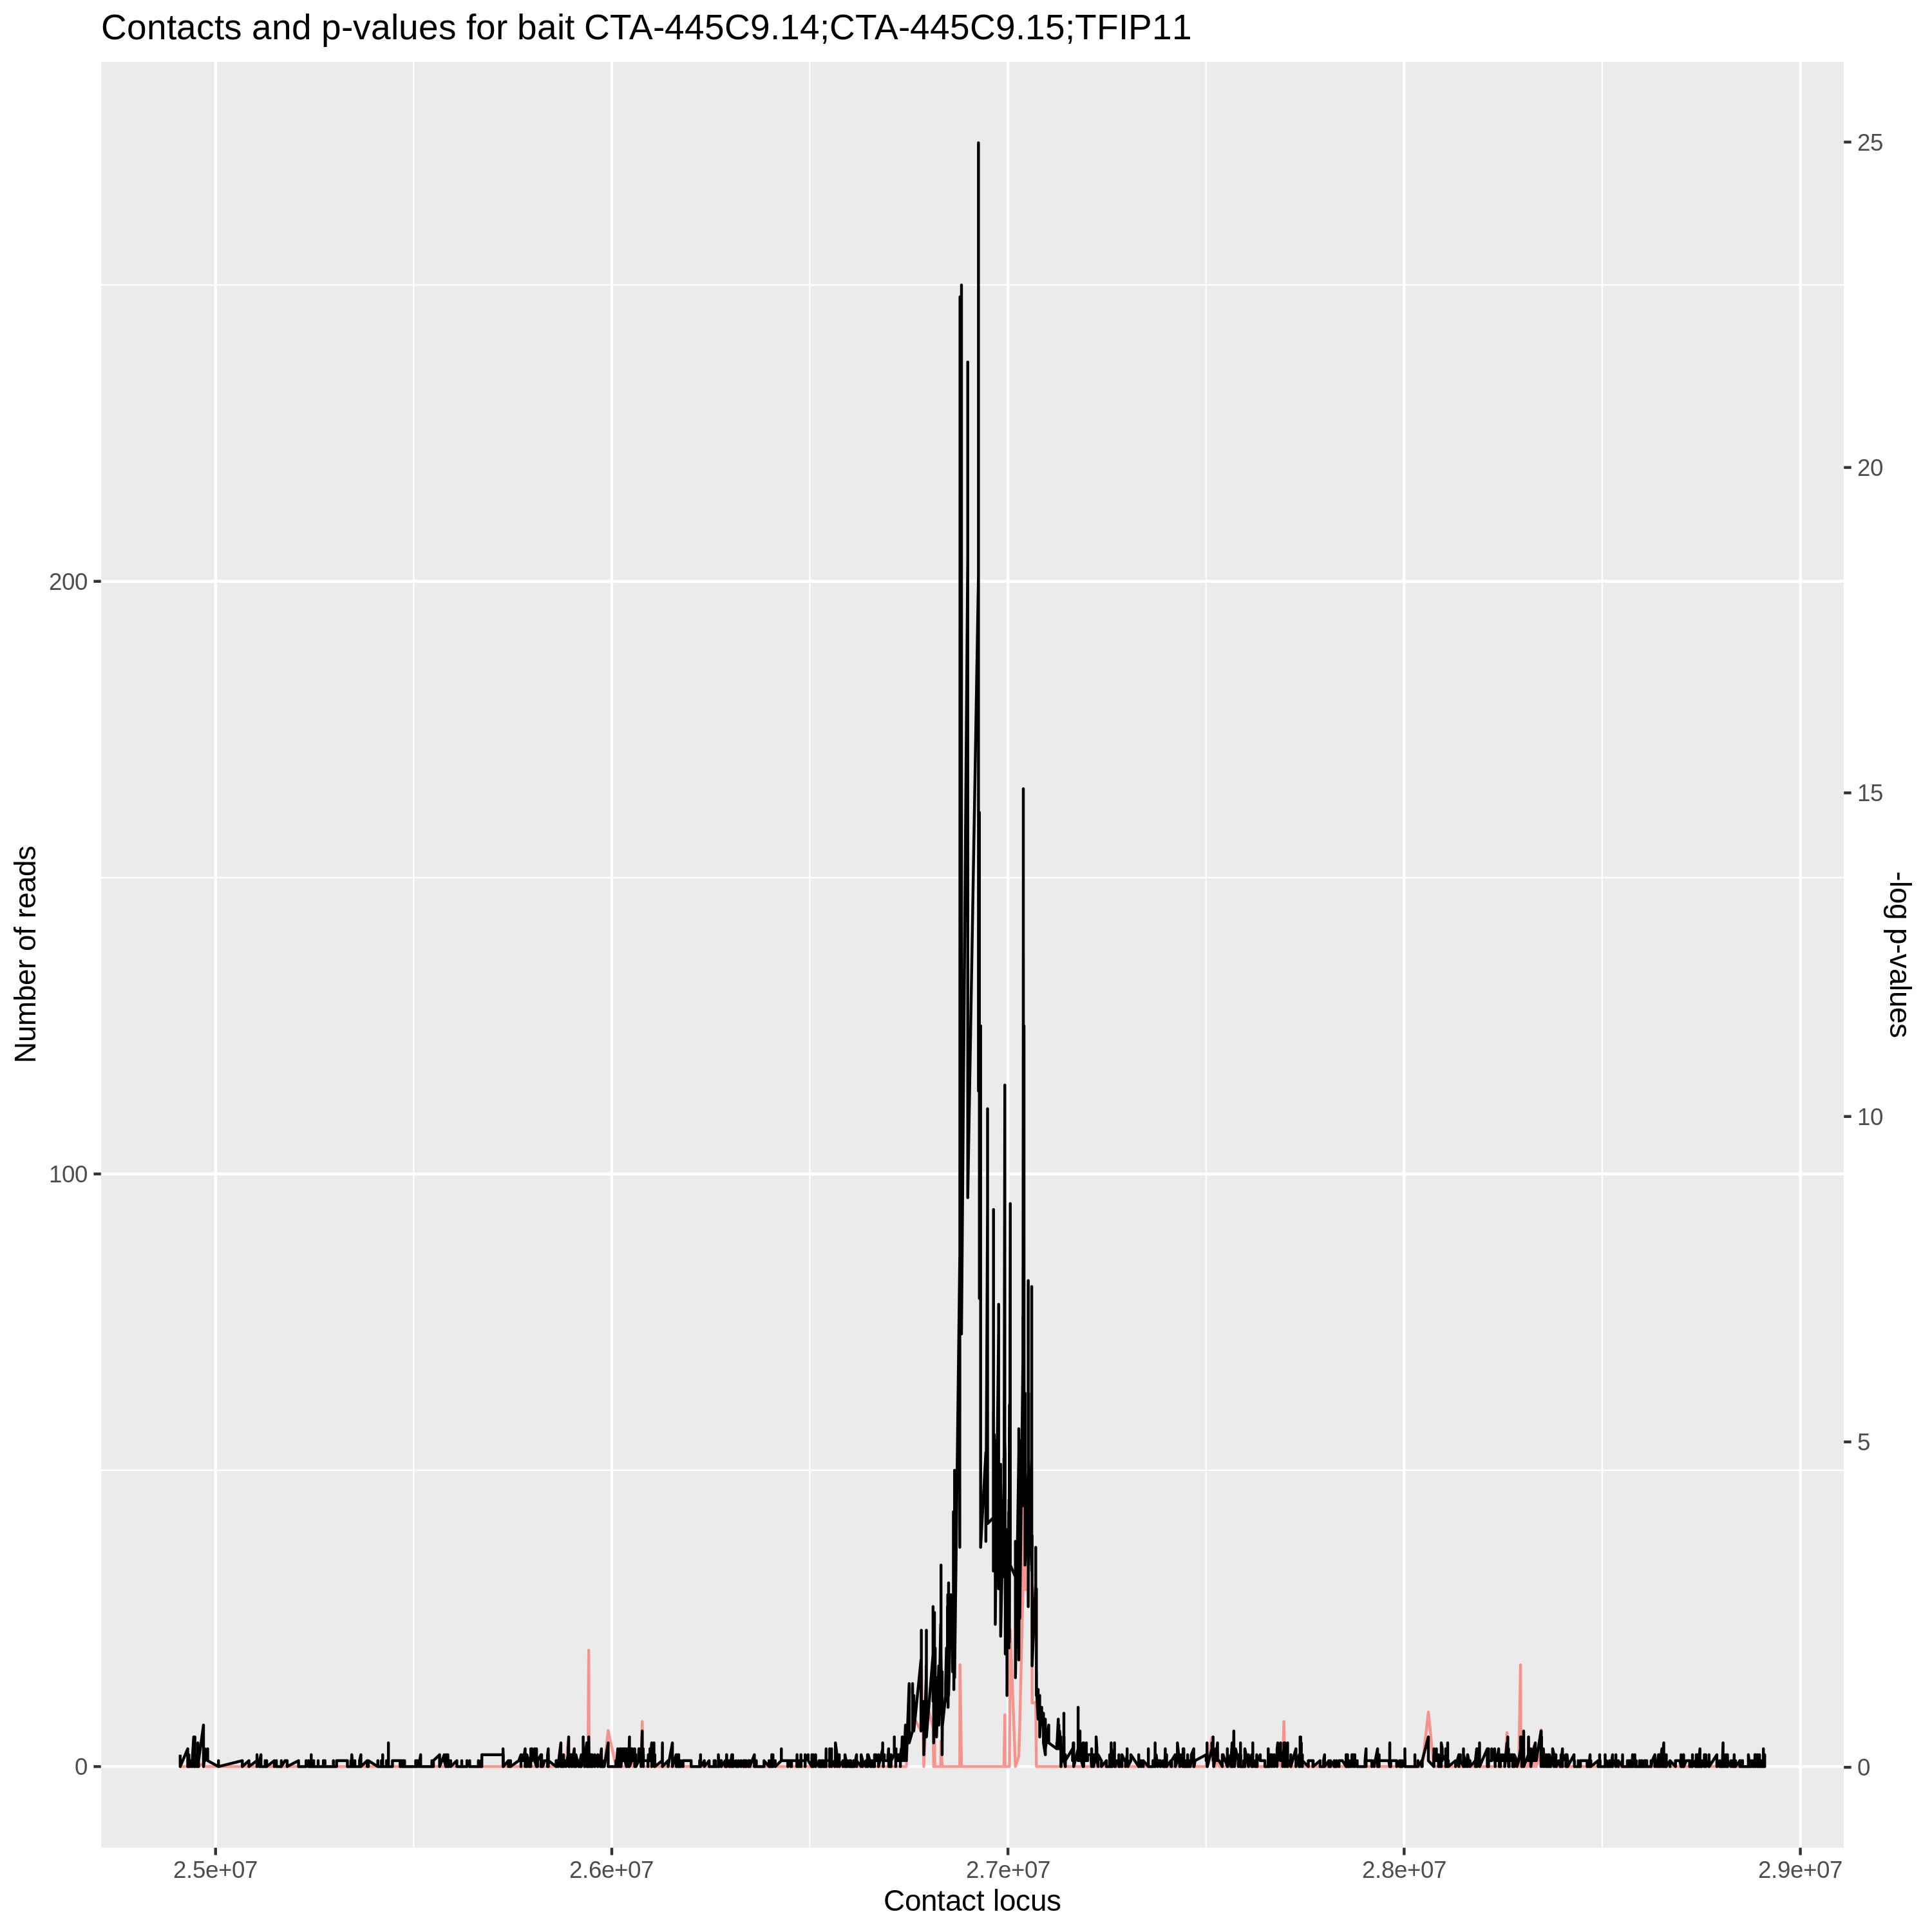 Contacts and p-values for bait CTA-445C9.14;CTA-445C9.15;TFIP11
Number of reads
200
100
0
25
20
15
10
5
0
-log p-values
2.5e+07 2.6e+07 2.7e+07 2.8e+07 2.9e+07
Contact locus